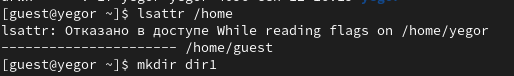 [guest@yegor ~]$ lsattr /home
lsattr: Отказано в доступе While reading flags on /home/yegor
---------------------- /home/guest
[guest@yegor ~]$ mkdir dir1